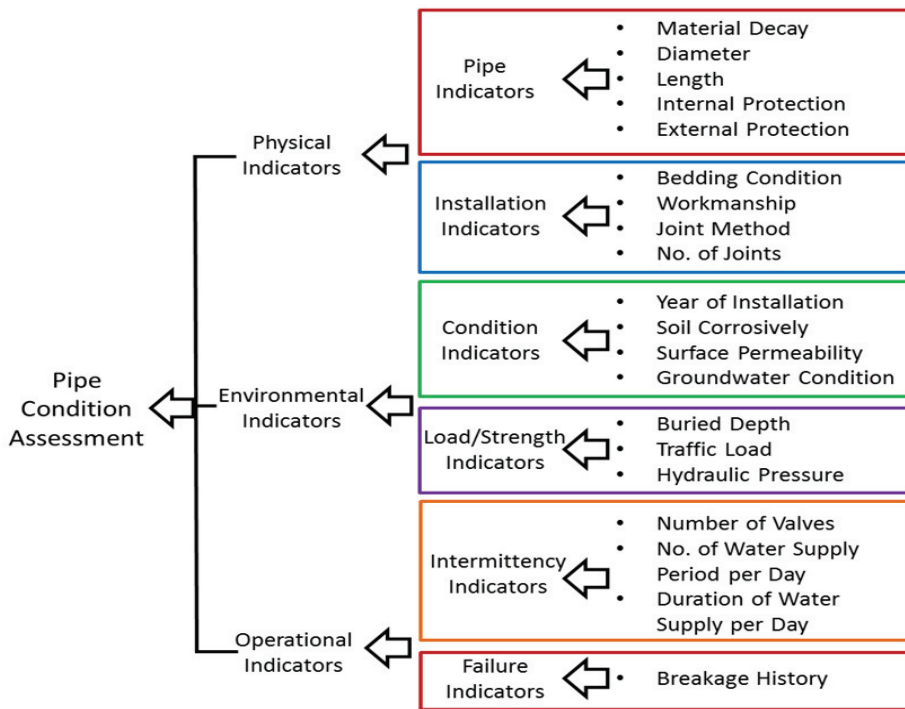 Pipe
Condition
Assessment
Physical
Indicators
Pipe
Indicators
• Material Decay
• Diameter
• Length
• Internal Protection
• External Protection
Installation
Indicators
• Bedding Condition
• Workmanship
• Joint Method
• No. of Joints
Environmental
Indicators
Condition
Indicators
• Year of Installation
• Soil Corrosively
• Surface Permeability
• Groundwater Condition
Load/Strength
Indicators
• Buried Depth
• Traffic Load
• Hydraulic Pressure
Operational
Indicators
Intermittency
Indicators
• Number of Valves
• No. of Water Supply
Period per Day
• Duration of Water
Supply per Day
Failure
Indicators
• Breakage History